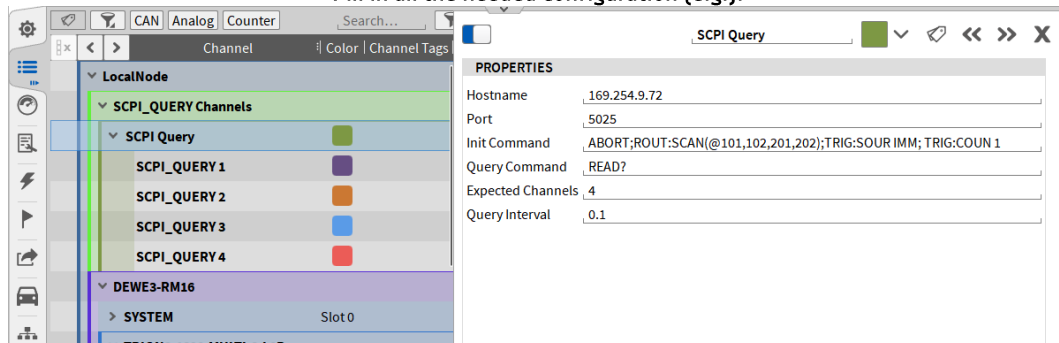 CAN Analog Counter Search...
Channel Color Channel Tags
LocalNode
SCPI_QUERY Channels
SCPI Query
SCPI_QUERY 1
SCPI_QUERY 2
SCPI_QUERY 3
SCPI_QUERY 4
DEWE3-RM16
SYSTEM Slot 0
SCPI Query X
PROPERTIES
Hostname 169.254.9.72
Port 5025
Init Command ABORT;ROUT:SCAN(@101,102,201,202);TRIG:SOUR IMM; TRIG:COUN 1
Query Command READ?
Expected Channels 4
Query Interval 0.1